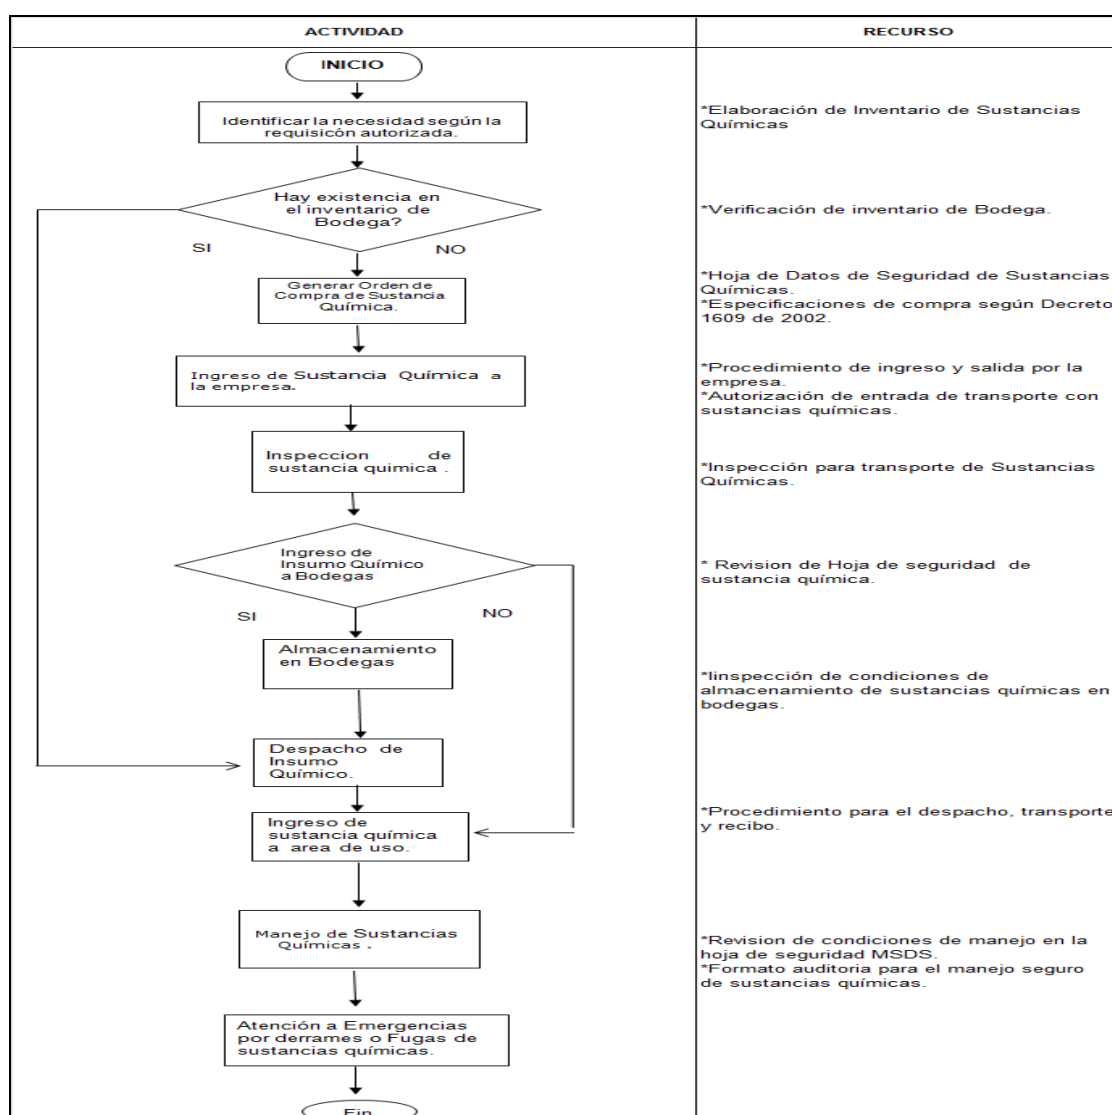 ACTIVIDAD
RECURSO
INICIO
Identificar la necesidad según la
requisicón autorizada.
*Elaboración de Inventario de Sustancias
Químicas
Hay existencia en
el inventario de
Bodega?
*Verificación de inventario de Bodega.
SI
NO
Generar Orden de
Compra de Sustancia
Química.
*Hoja de Datos de Seguridad de Sustancias
Químicas.
*Especificaciones de compra según Decreto
1609 de 2002.
Ingreso de Sustancia Química a
la empresa.
*Procedimiento de ingreso y salida por la
empresa.
*Autorización de entrada de transporte con
sustancias químicas.
Inspeccion de
sustancia quimica .
*Inspección para transporte de Sustancias
Químicas.
Ingreso de
Insumo Químico
a Bodegas
* Revision de Hoja de seguridad de
sustancia química.
SI
NO
Almacenamiento
en Bodegas
*Iinspección de condiciones de
almacenamiento de sustancias químicas en
bodegas.
Despacho de
Insumo
Químico.
Ingreso de
sustancia química
a area de uso.
*Procedimiento para el despacho, transporte
y recibo.
Manejo de Sustancias
Químicas .
*Revision de condiciones de manejo en la
hoja de seguridad MSDS.
*Formato auditoria para el manejo seguro
de sustancias químicas.
Atención a Emergencias
por derrames o Fugas de
sustancias químicas.
Fin